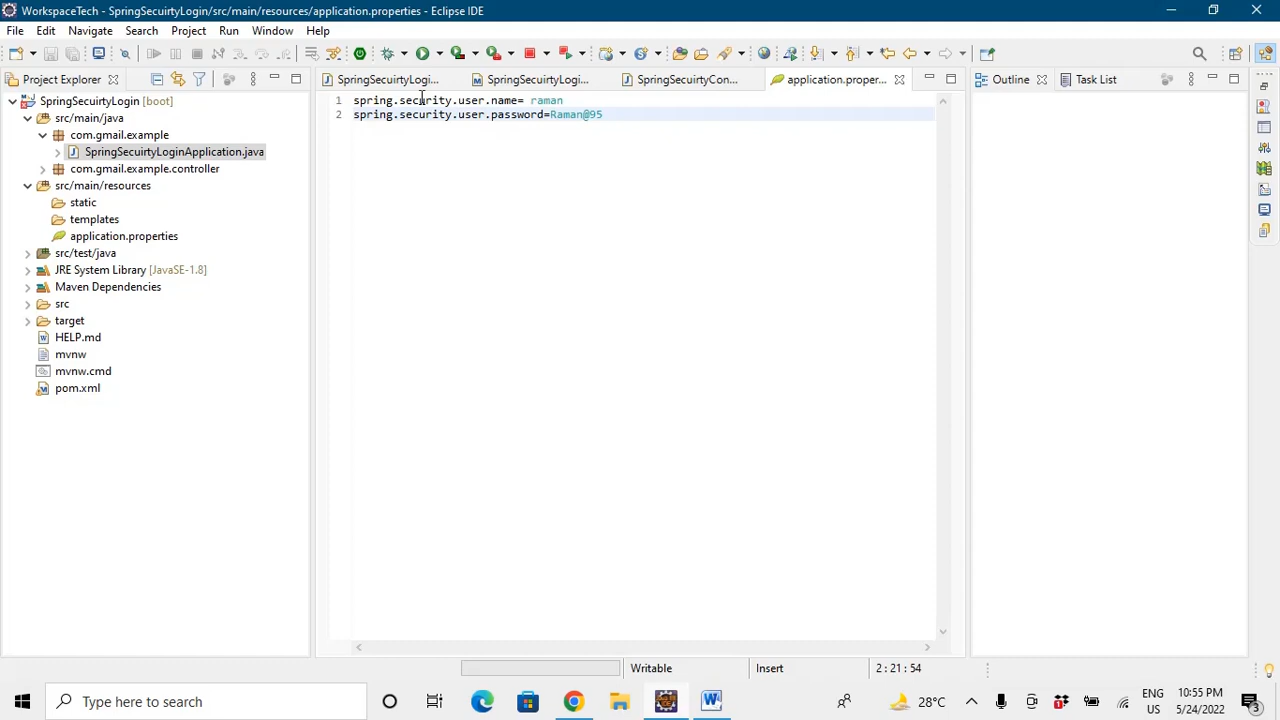 WorkspaceTech - SpringSecuirtyLogin/src/main/resources/application.properties - Eclipse IDE
File Edit Navigate Search Project Run Window Help
Project Explorer
SpringSecuirtyLogi...
SpringSecuirtyLogi...
SpringSecuirtyCon...
application.proper...
Outline
Task List
SpringSecuirtyLogin [boot]
src/main/java
com.gmail.example
SpringSecuirtyLoginApplication.java
com.gmail.example.controller
src/main/resources
static
templates
application.properties
src/test/java
JRE System Library [JavaSE-1.8]
Maven Dependencies
src
target
HELP.md
mvnw
mvnw.cmd
pom.xml
1 spring.security.user.name= raman
2 spring.security.user.password=Raman@95
Writable Insert 2 : 21 : 54
Type here to search
28°C
ENG
US
10:55 PM
5/24/2022
3